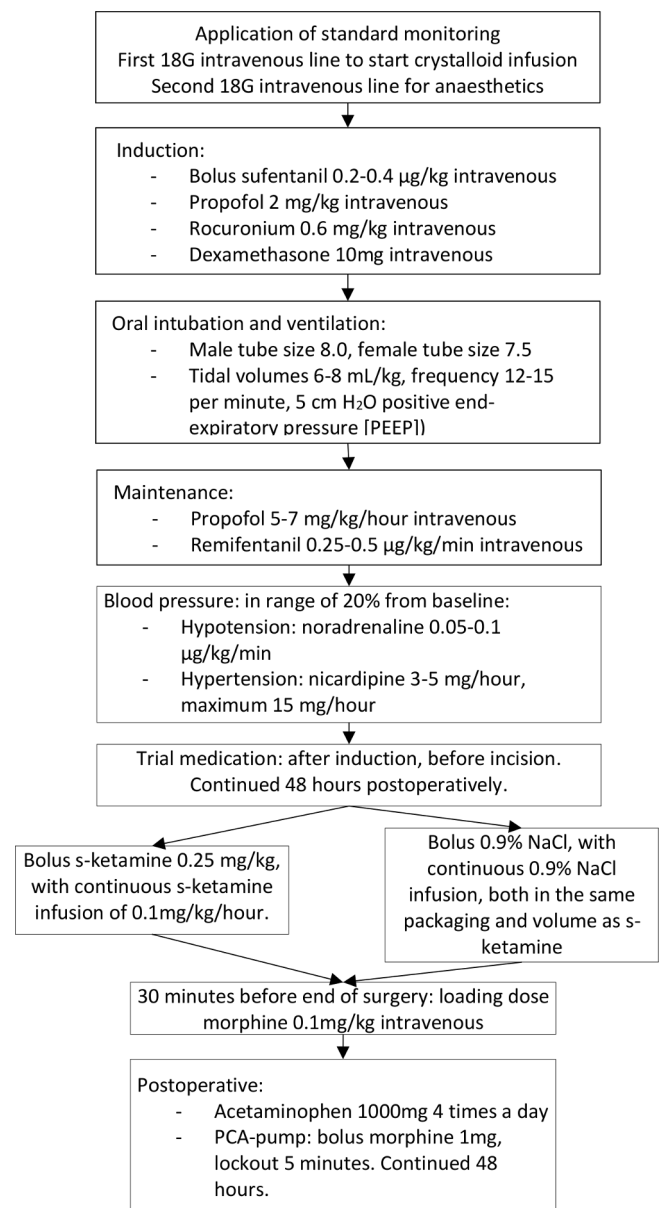 Application of standard monitoring
First 18G intravenous line to start crystalloid infusion
Second 18G intravenous line for anaesthetics
Induction:
- Bolus sufentanil 0.2-0.4 µg/kg intravenous
- Propofol 2 mg/kg intravenous
- Rocuronium 0.6 mg/kg intravenous
- Dexamethasone 10mg intravenous
Oral intubation and ventilation:
- Male tube size 8.0, female tube size 7.5
- Tidal volumes 6-8 mL/kg, frequency 12-15
per minute, 5 cm H₂O positive end-
expiratory pressure [PEEP])
Maintenance:
- Propofol 5-7 mg/kg/hour intravenous
- Remifentanil 0.25-0.5 µg/kg/min intravenous
Blood pressure: in range of 20% from baseline:
- Hypotension: noradrenaline 0.05-0.1
µg/kg/min
- Hypertension: nicardipine 3-5 mg/hour,
maximum 15 mg/hour
Trial medication: after induction, before incision.
Continued 48 hours postoperatively.
Bolus s-ketamine 0.25 mg/kg,
with continuous s-ketamine
infusion of 0.1mg/kg/hour.
Bolus 0.9% NaCl, with
continuous 0.9% NaCl
infusion, both in the same
packaging and volume as s-
ketamine
30 minutes before end of surgery: loading dose
morphine 0.1mg/kg intravenous
Postoperative:
- Acetaminophen 1000mg 4 times a day
- PCA-pump: bolus morphine 1mg,
lockout 5 minutes. Continued 48
hours.